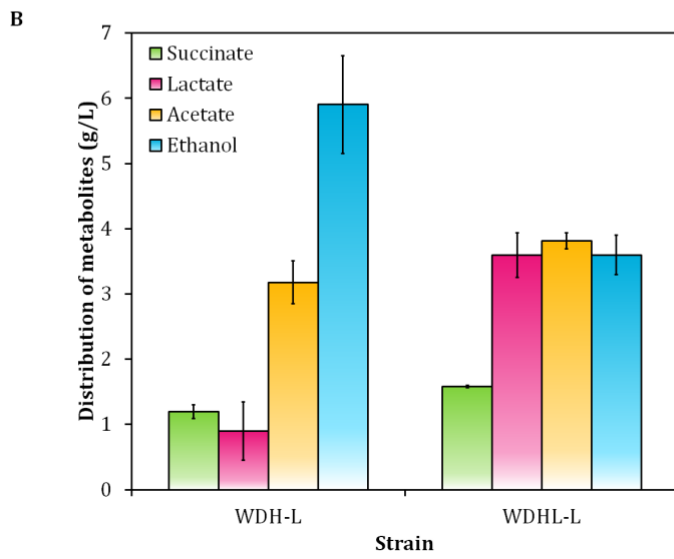 B
Distribution of metabolites (g/L)
7
6
5
4
3
2
1
0
Succinate
Lactate
Acetate
Ethanol
WDH-L
WDHL-L
Strain